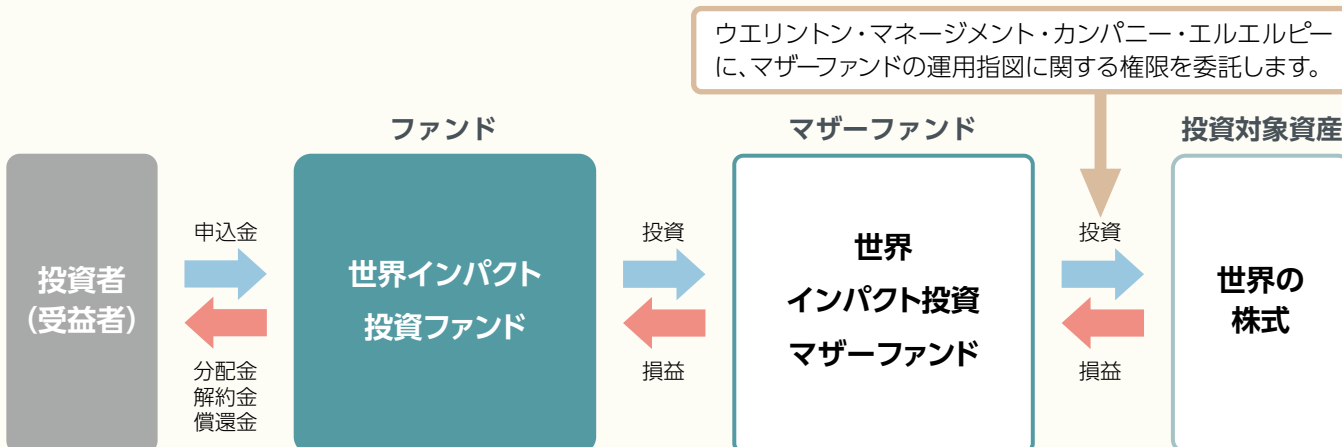 ウエリントン・マネージメント・カンパニー・エルエルピー
に、マザーファンドの運用指図に関する権限を委託します。
ファンド
マザーファンド
投資対象資産
投資者
(受益者)
申込金
分配金
解約金
償還金
世界インパクト
投資ファンド
投資
損益
世界
インパクト投資
マザーファンド
投資
損益
世界の
株式